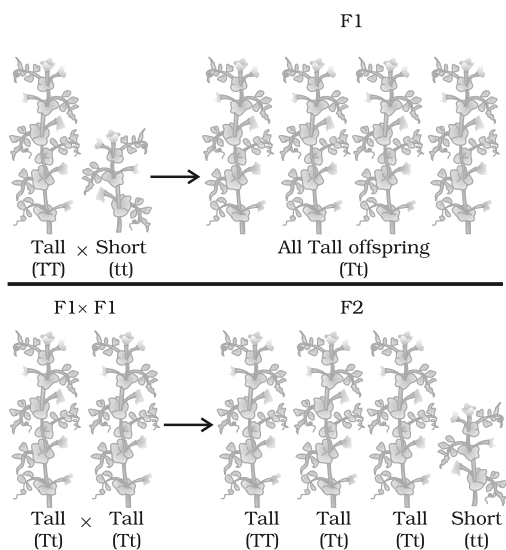 F1
Tall × Short
(TT) (tt)
All Tall offspring
(Tt)
F1× F1
F2
Tall × Tall
(Tt) (Tt)
Tall Tall Tall Short
(TT) (Tt) (Tt) (tt)